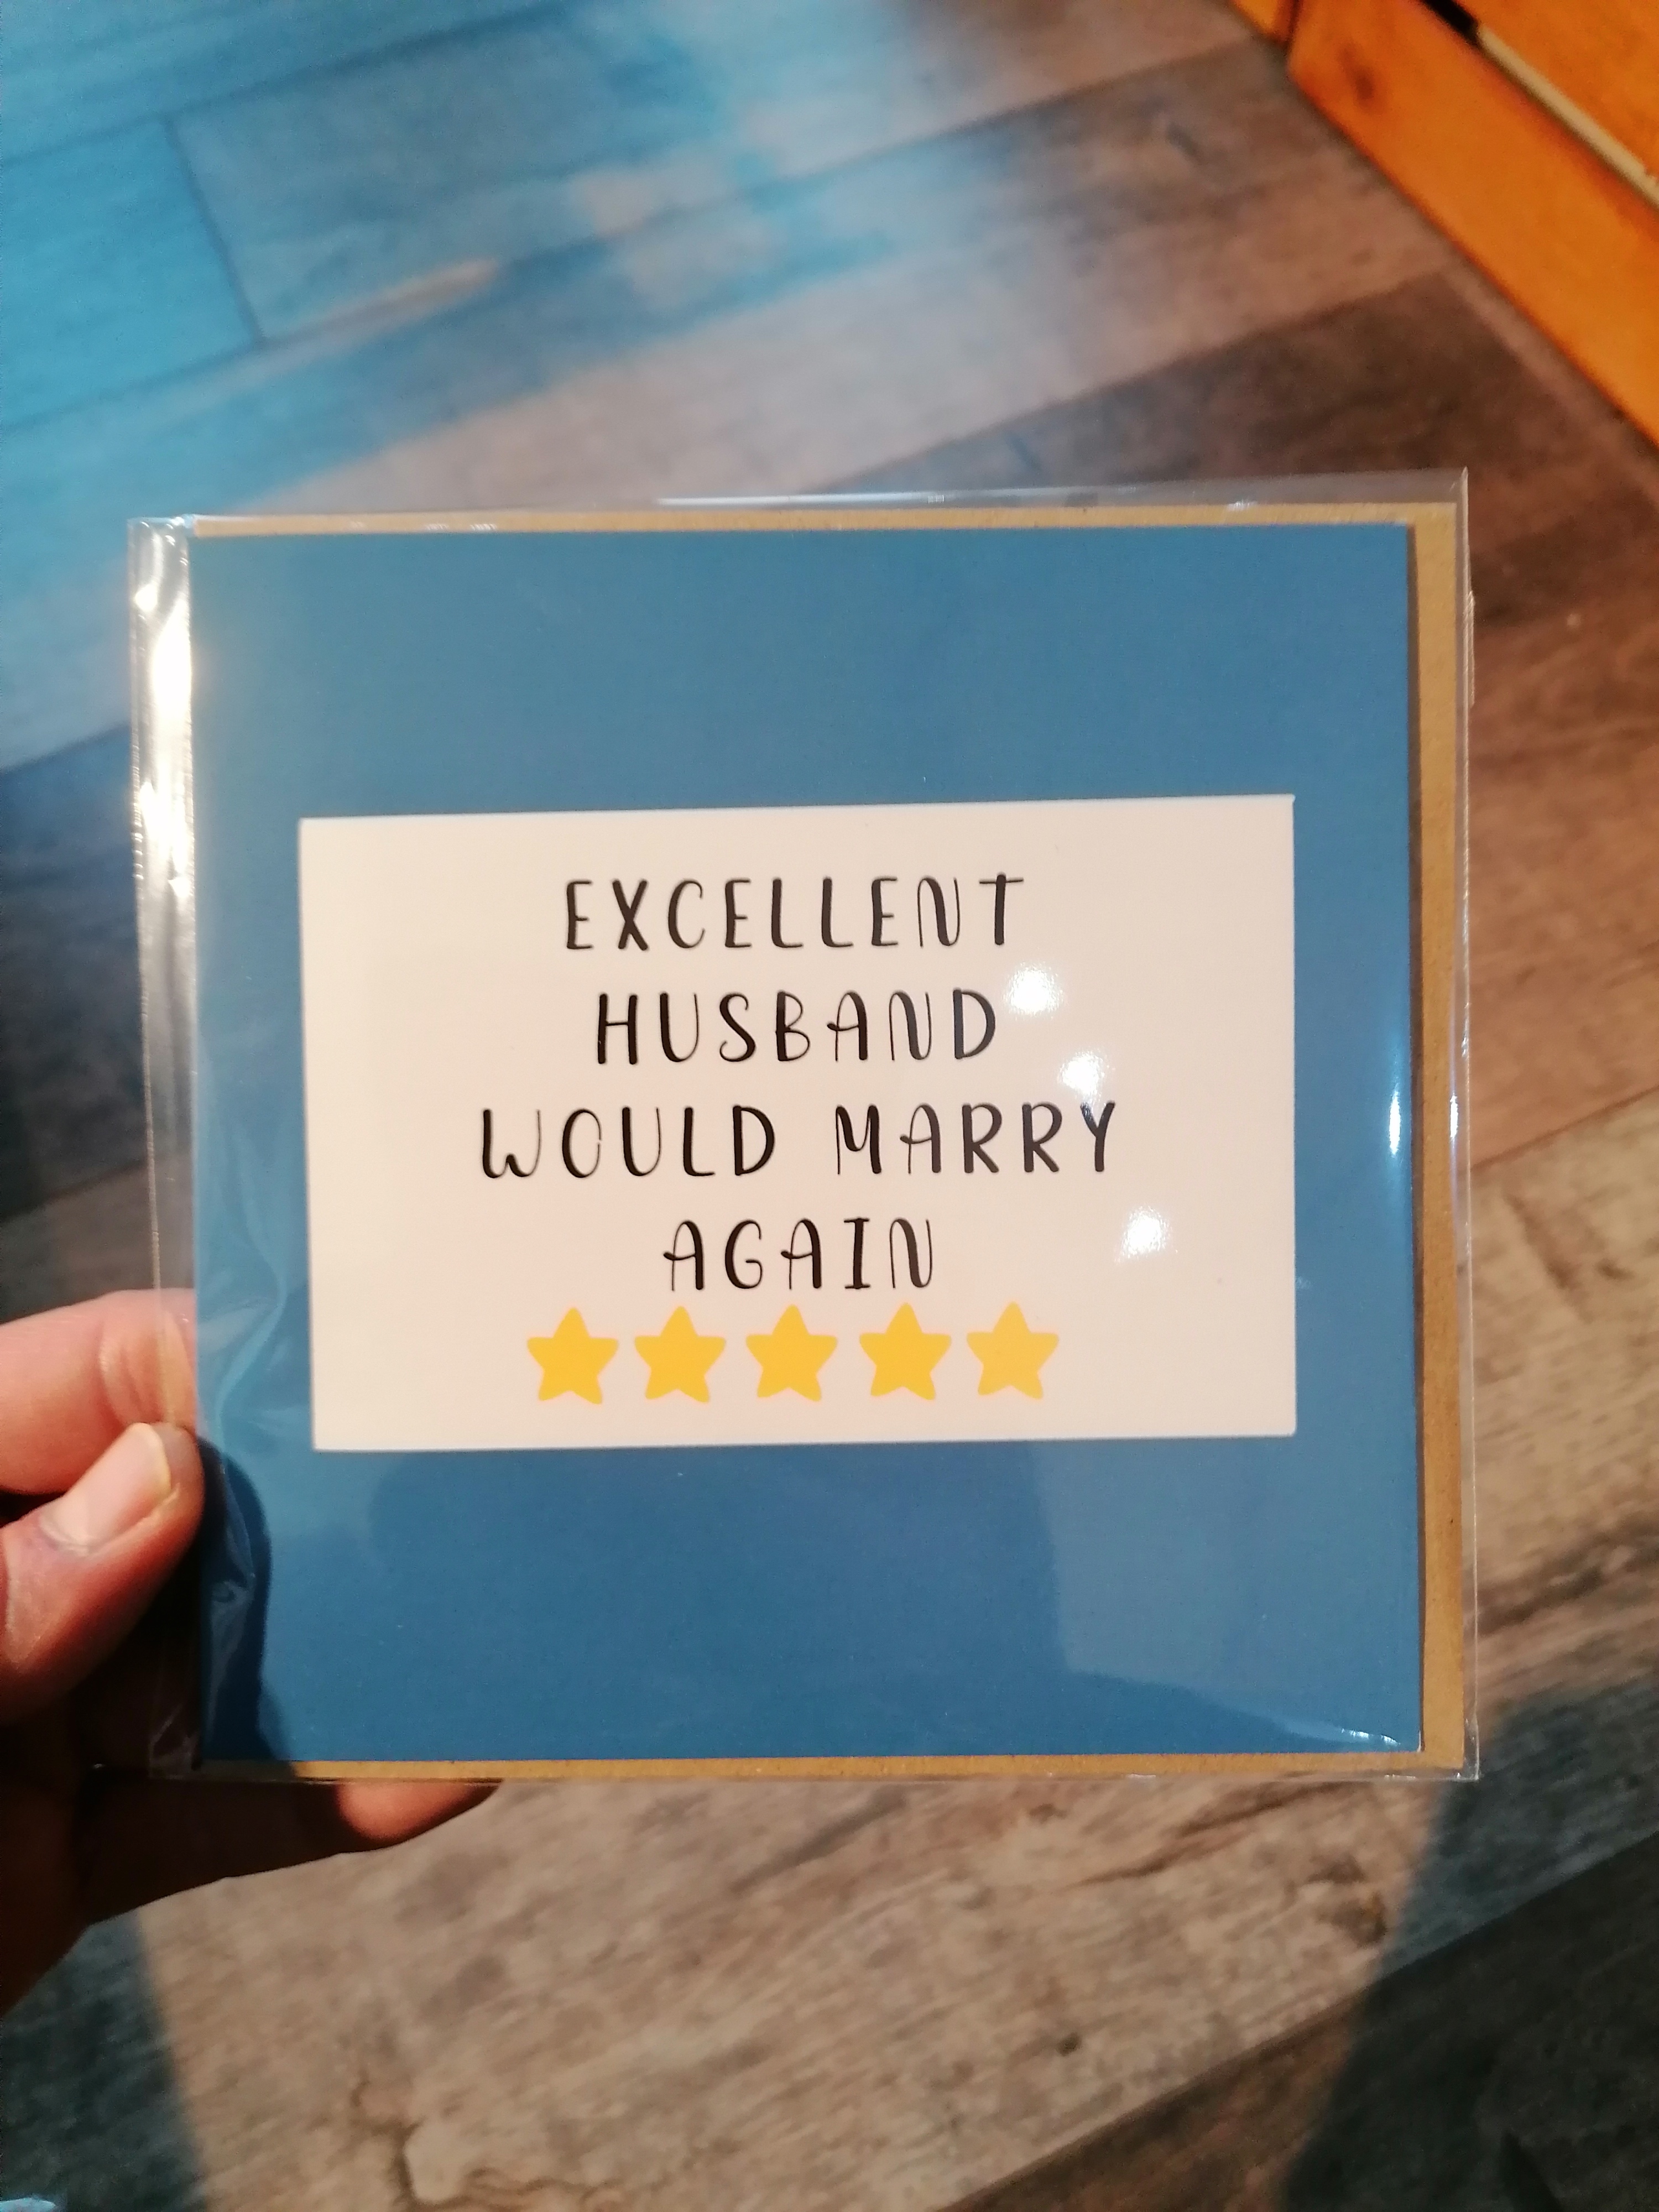 EXCELLENT
HUSBAND
WOULD MARRY
AGAIN